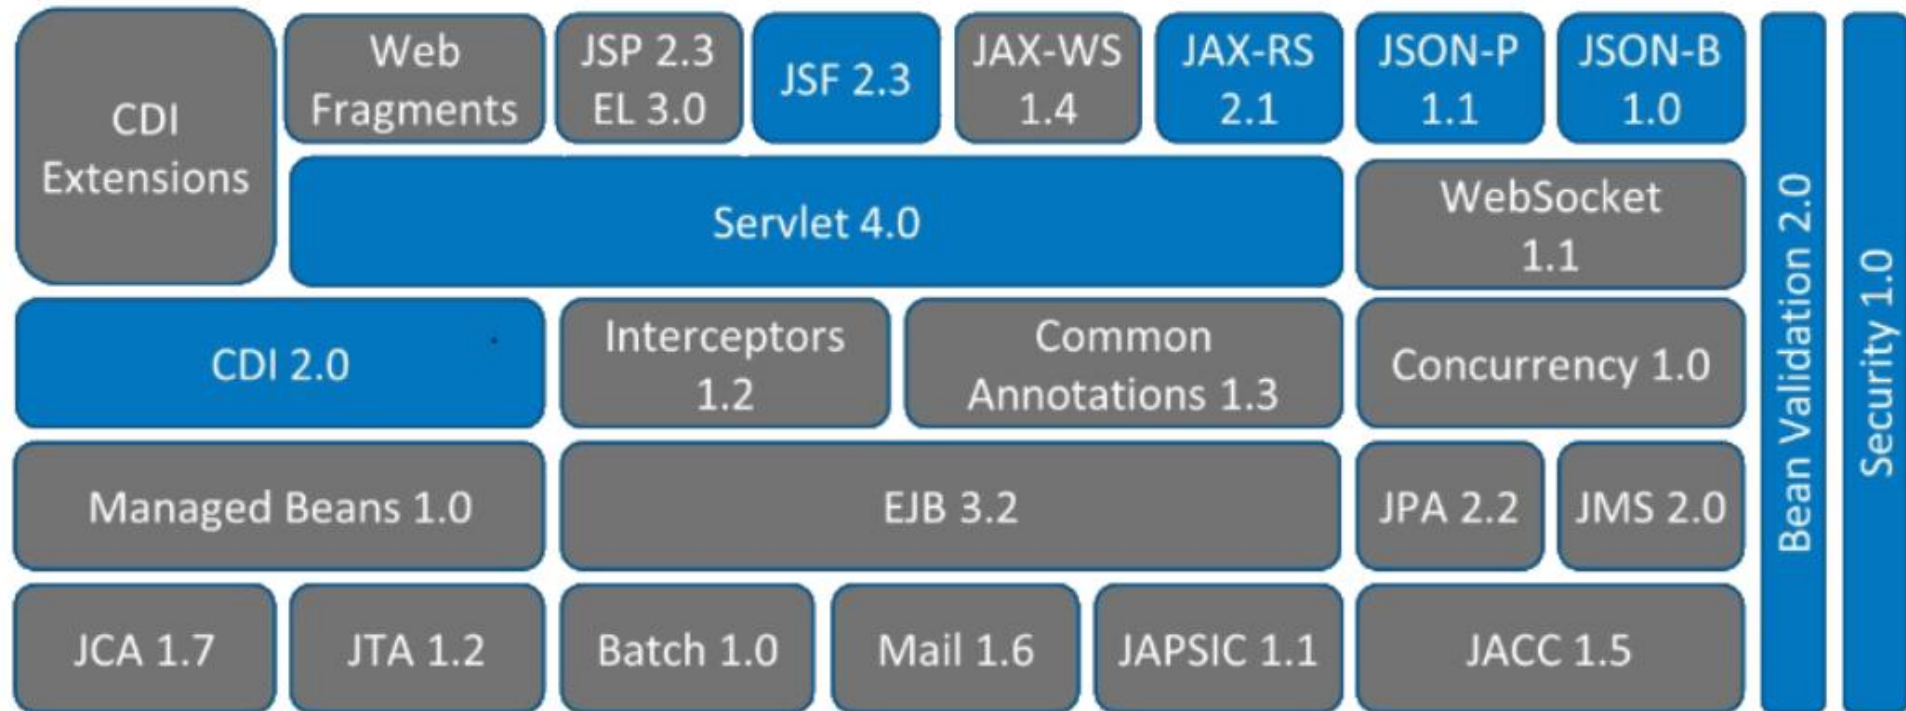 CDI
Extensions
Web
Fragments
JSP 2.3
EL 3.0
JSF 2.3
JAX-WS
1.4
JAX-RS
2.1
JSON-P
1.1
JSON-B
1.0
Servlet 4.0
WebSocket
1.1
CDI 2.0
Interceptors
1.2
Common
Annotations 1.3
Concurrency 1.0
Managed Beans 1.0
EJB 3.2
JPA 2.2
JMS 2.0
JCA 1.7
JTA 1.2
Batch 1.0
Mail 1.6
JAPSIC 1.1
JACC 1.5
Bean Validation 2.0
Security 1.0